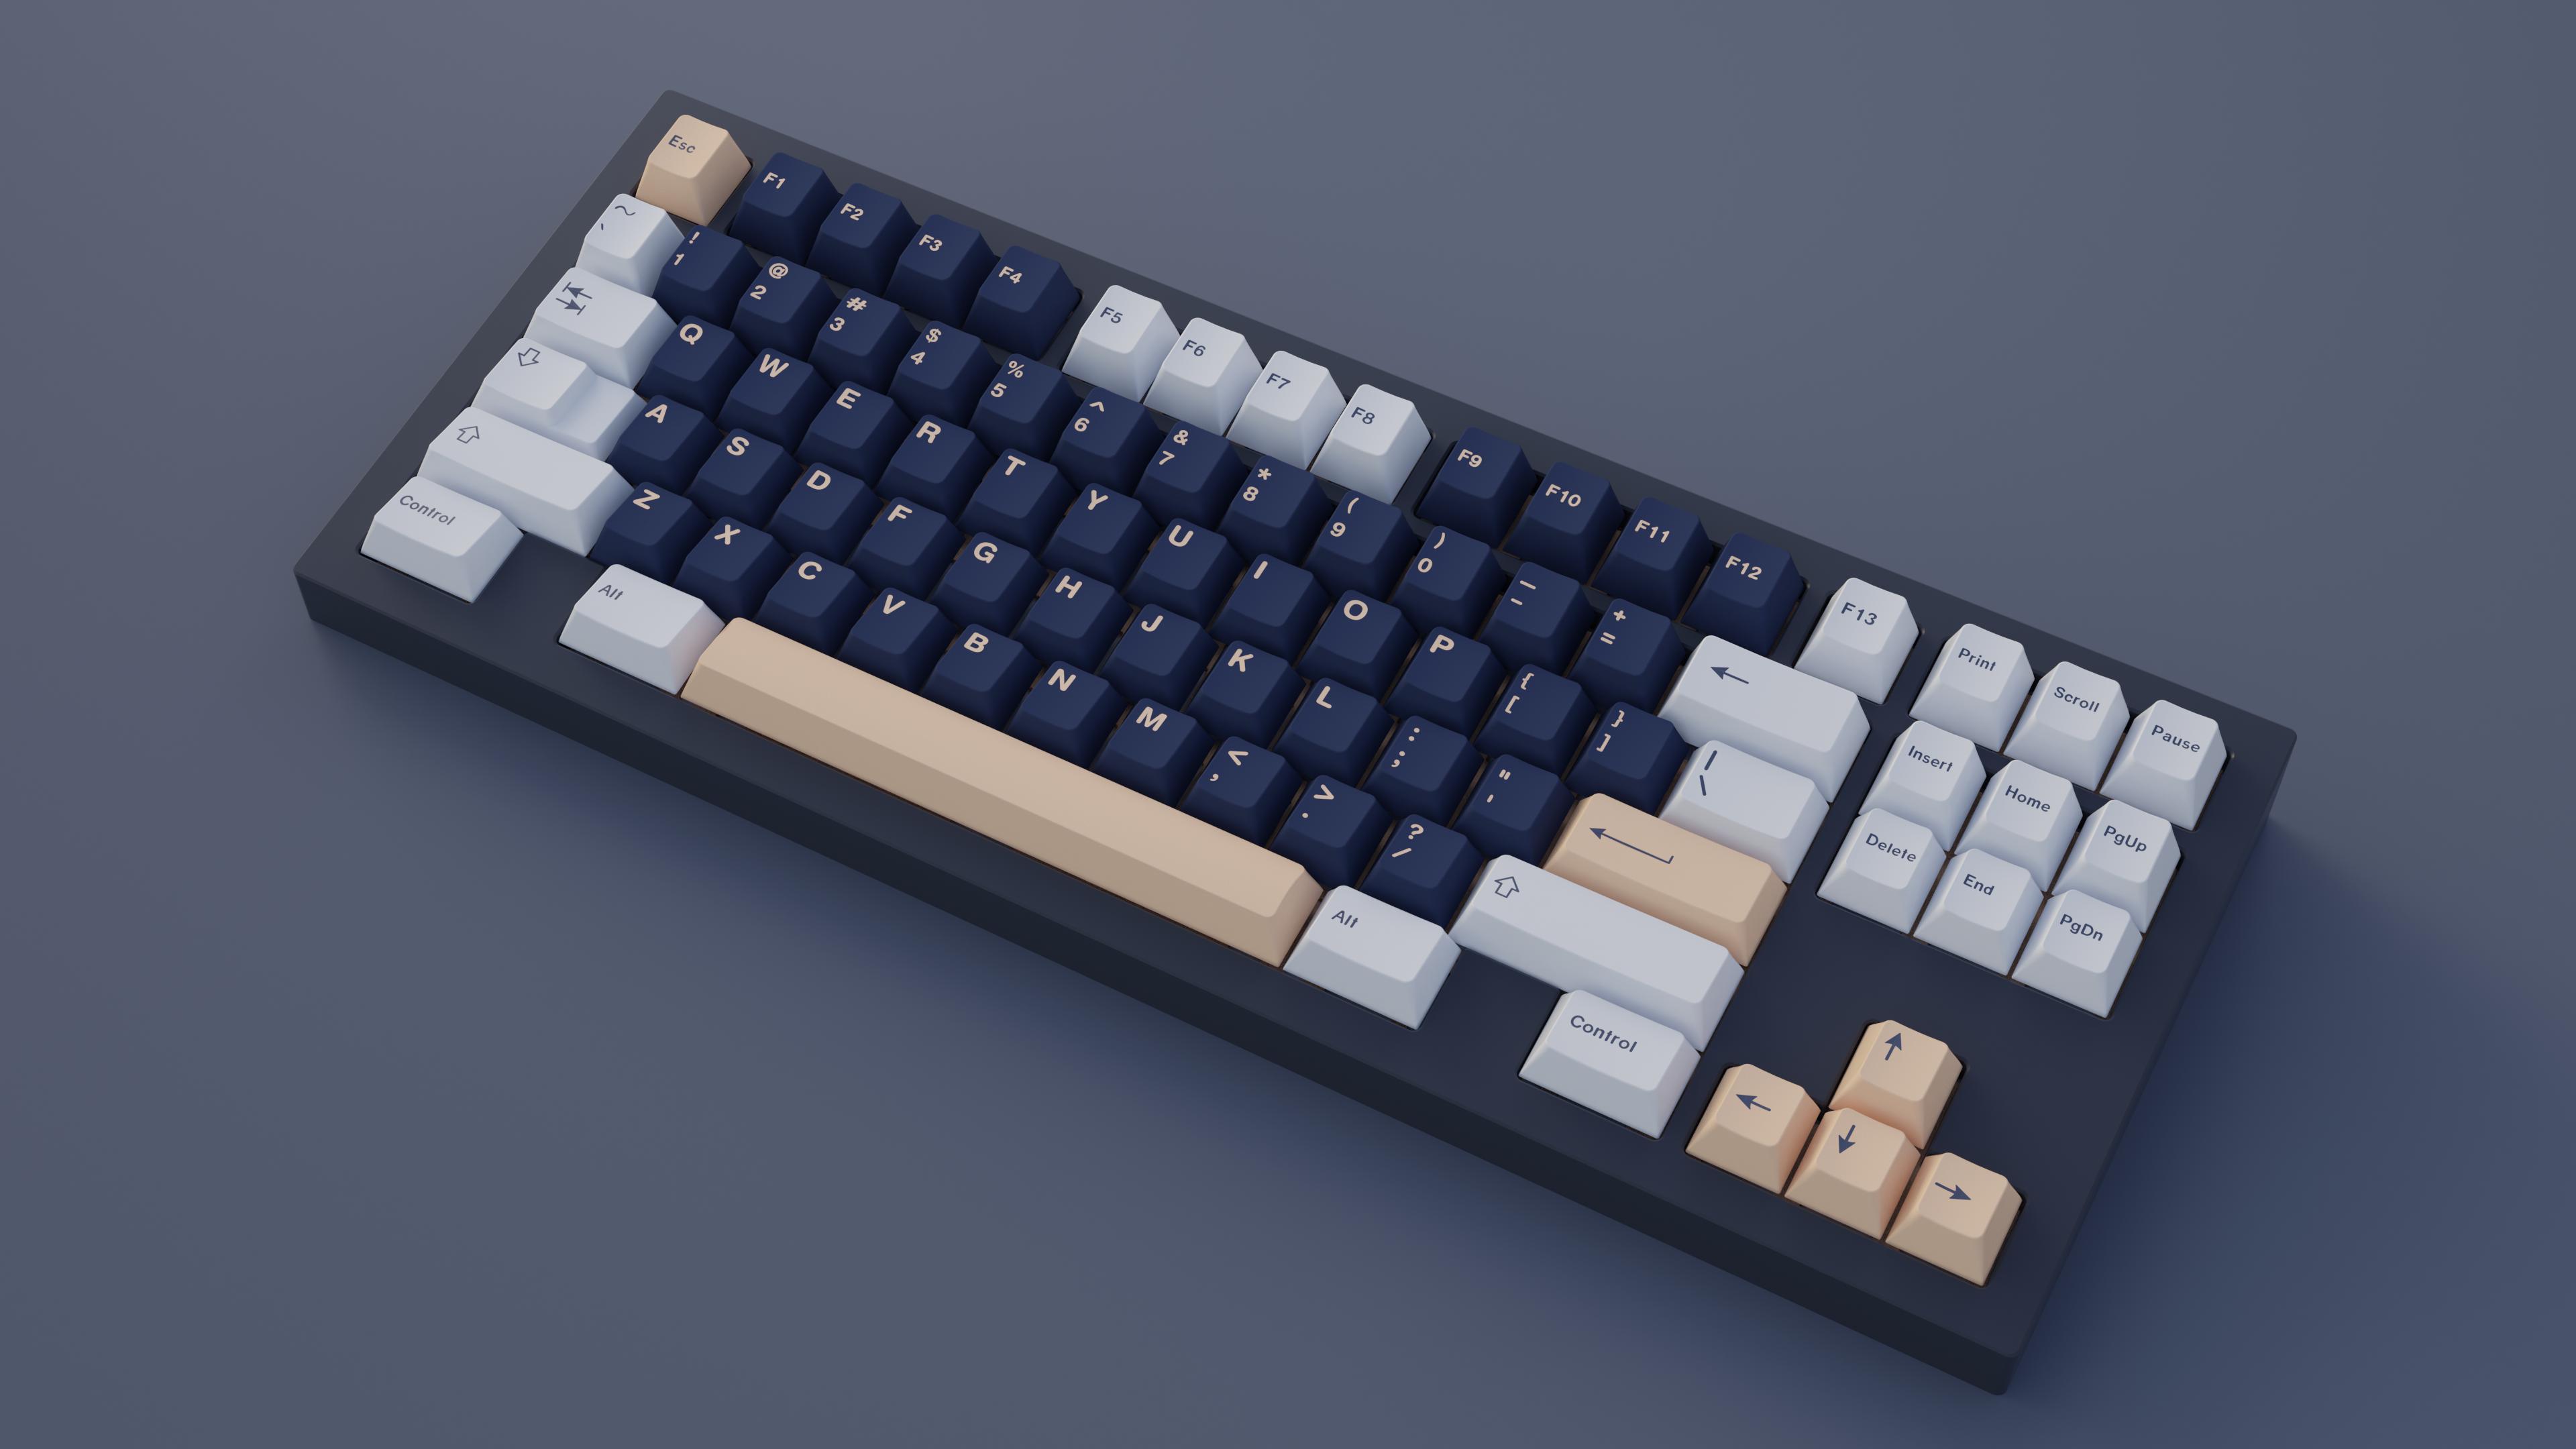 Esc F1 F2 F3 F4 F5 F6 F7 F8 F9 F10 F11 F12 F13 Print Scroll Pause
~ ` ! 1 @ 2 # 3 $ 4 % 5 ^ 6 & 7 * 8 ( 9 ) 0 _ - + = ← Insert Home PgUp
⇤ ⇥ Q W E R T Y U I O P { [ } ] | \ Delete End PgDn
⇩ A S D F G H J K L : ; " '
⇧ Z X C V B N M < , > . ? / ⇧ ↑
Control Alt Alt Control ← ↓ →